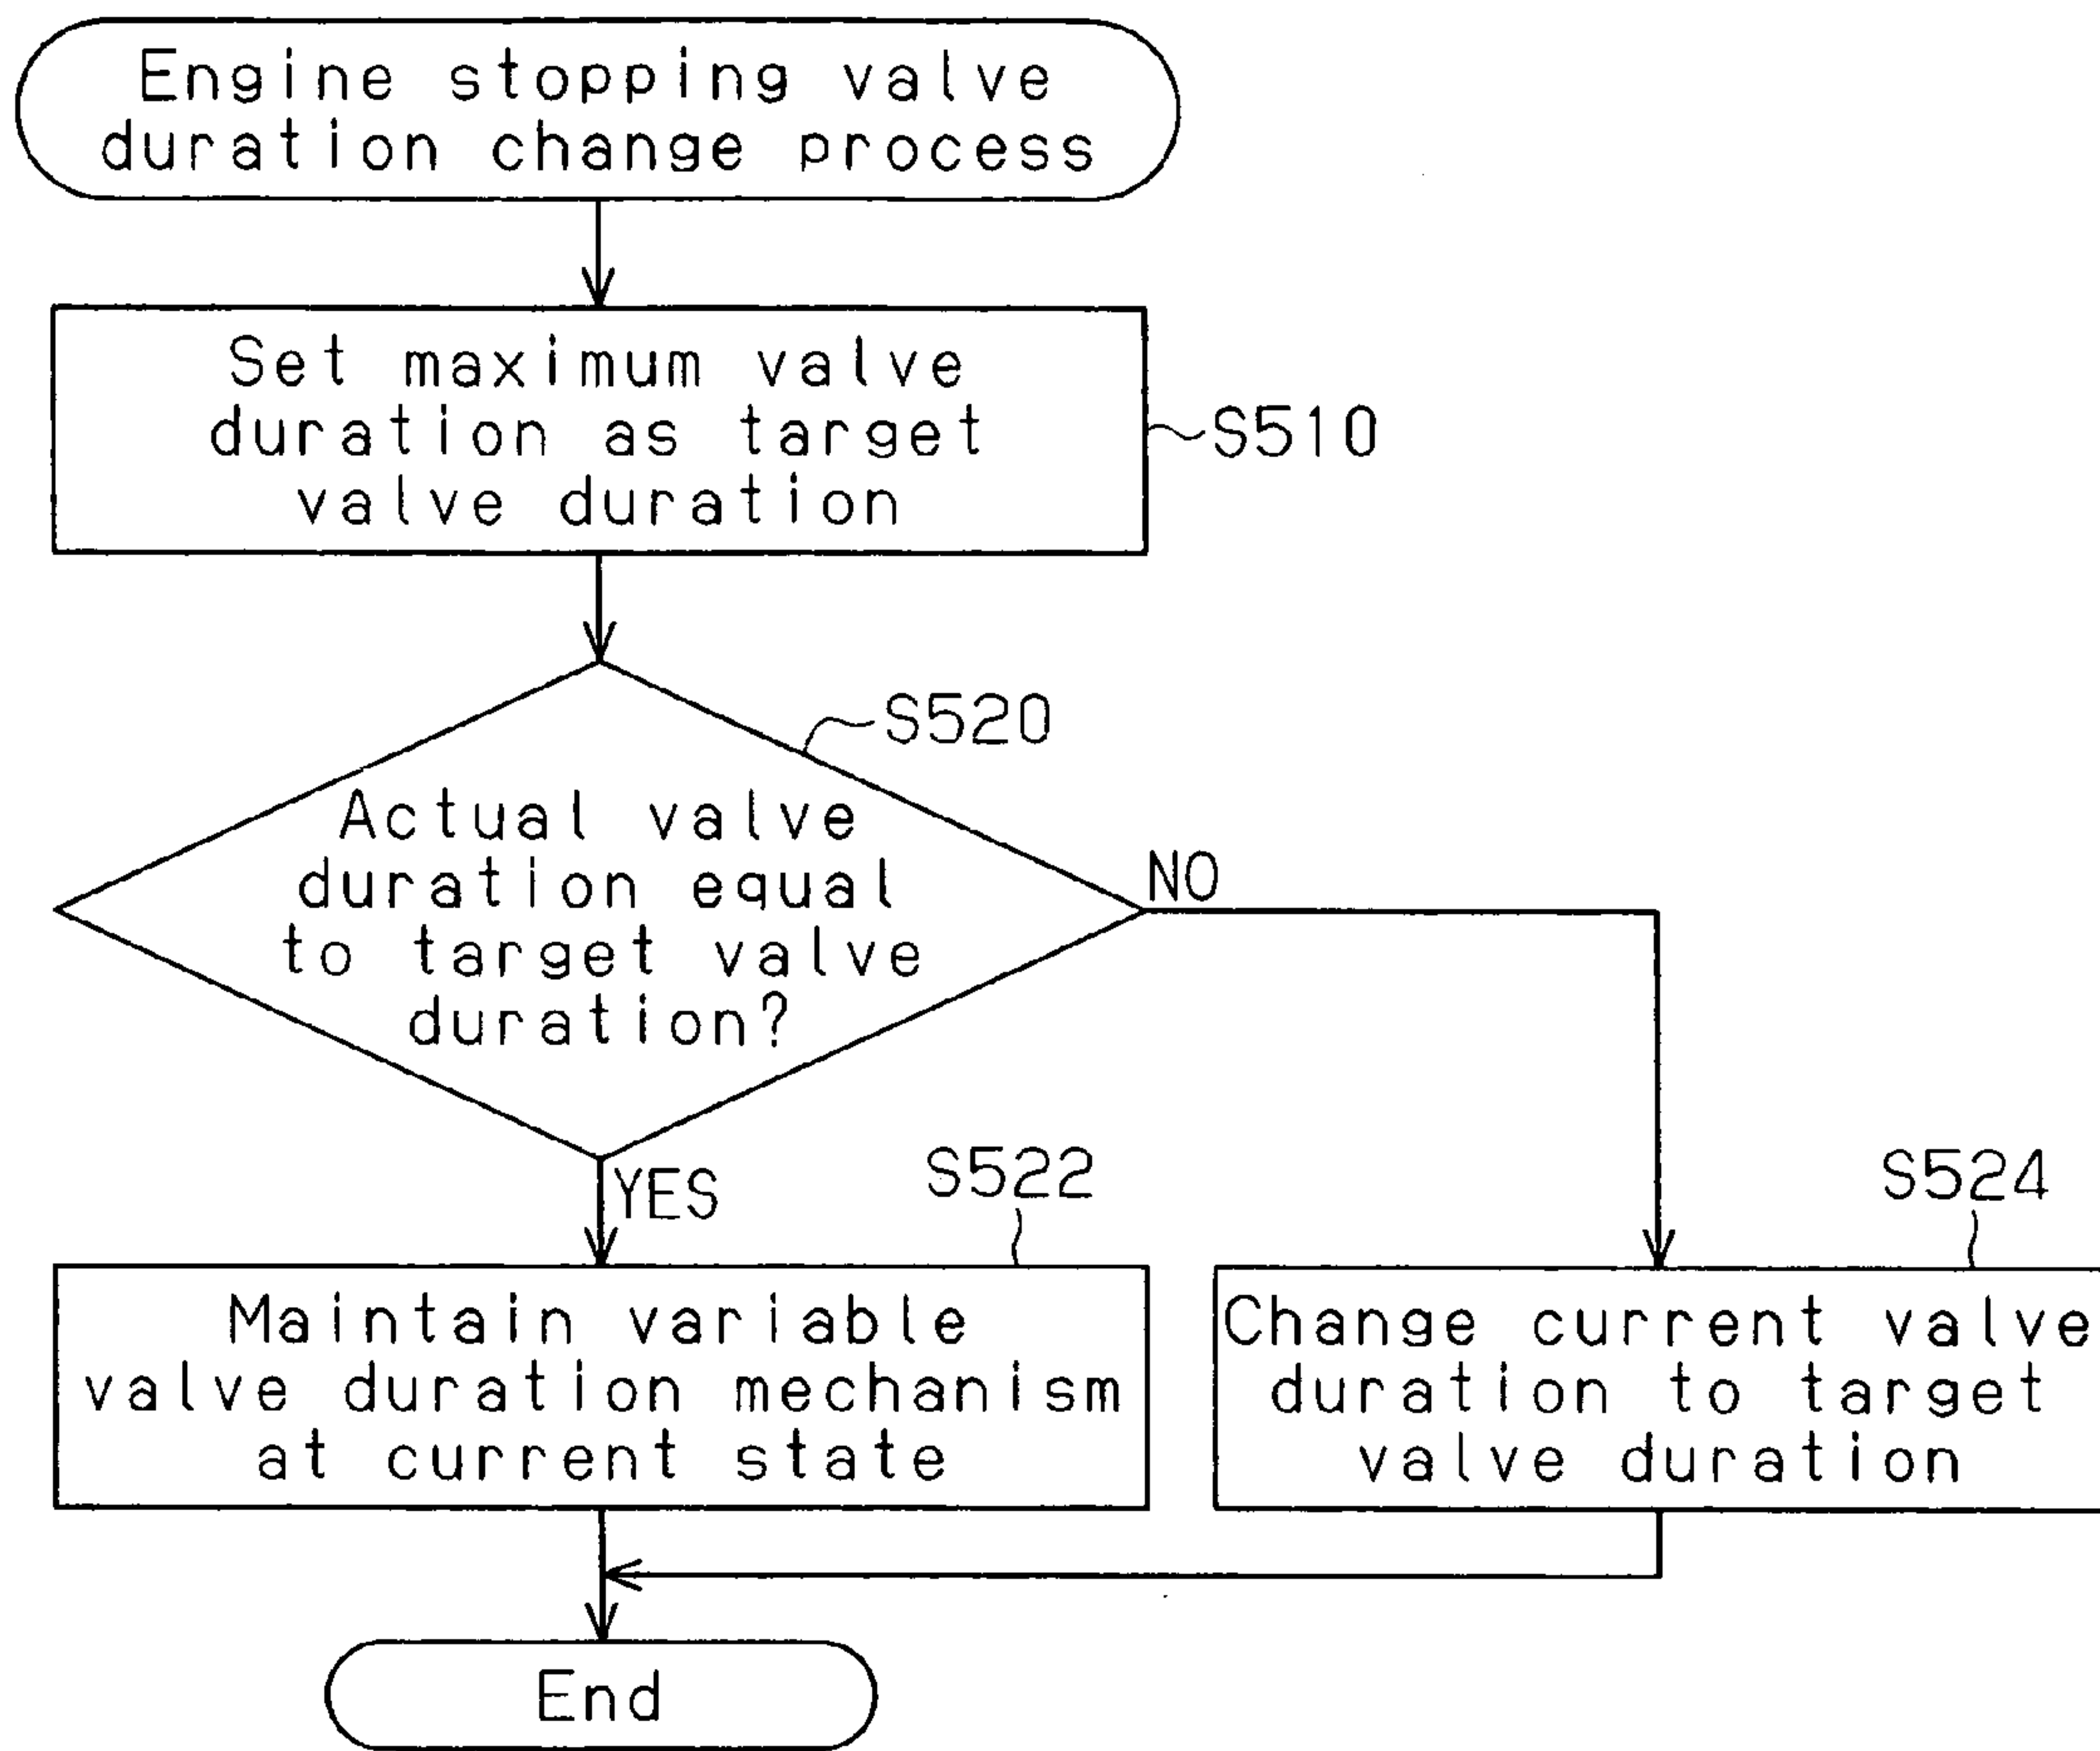 Engine stopping valve
duration change process
Set maximum valve
duration as target
valve duration
S510
S520
Actual valve
duration equal
to target valve
duration?
NO
YES
S522
Maintain variable
valve duration mechanism
at current state
S524
Change current valve
duration to target
valve duration
End